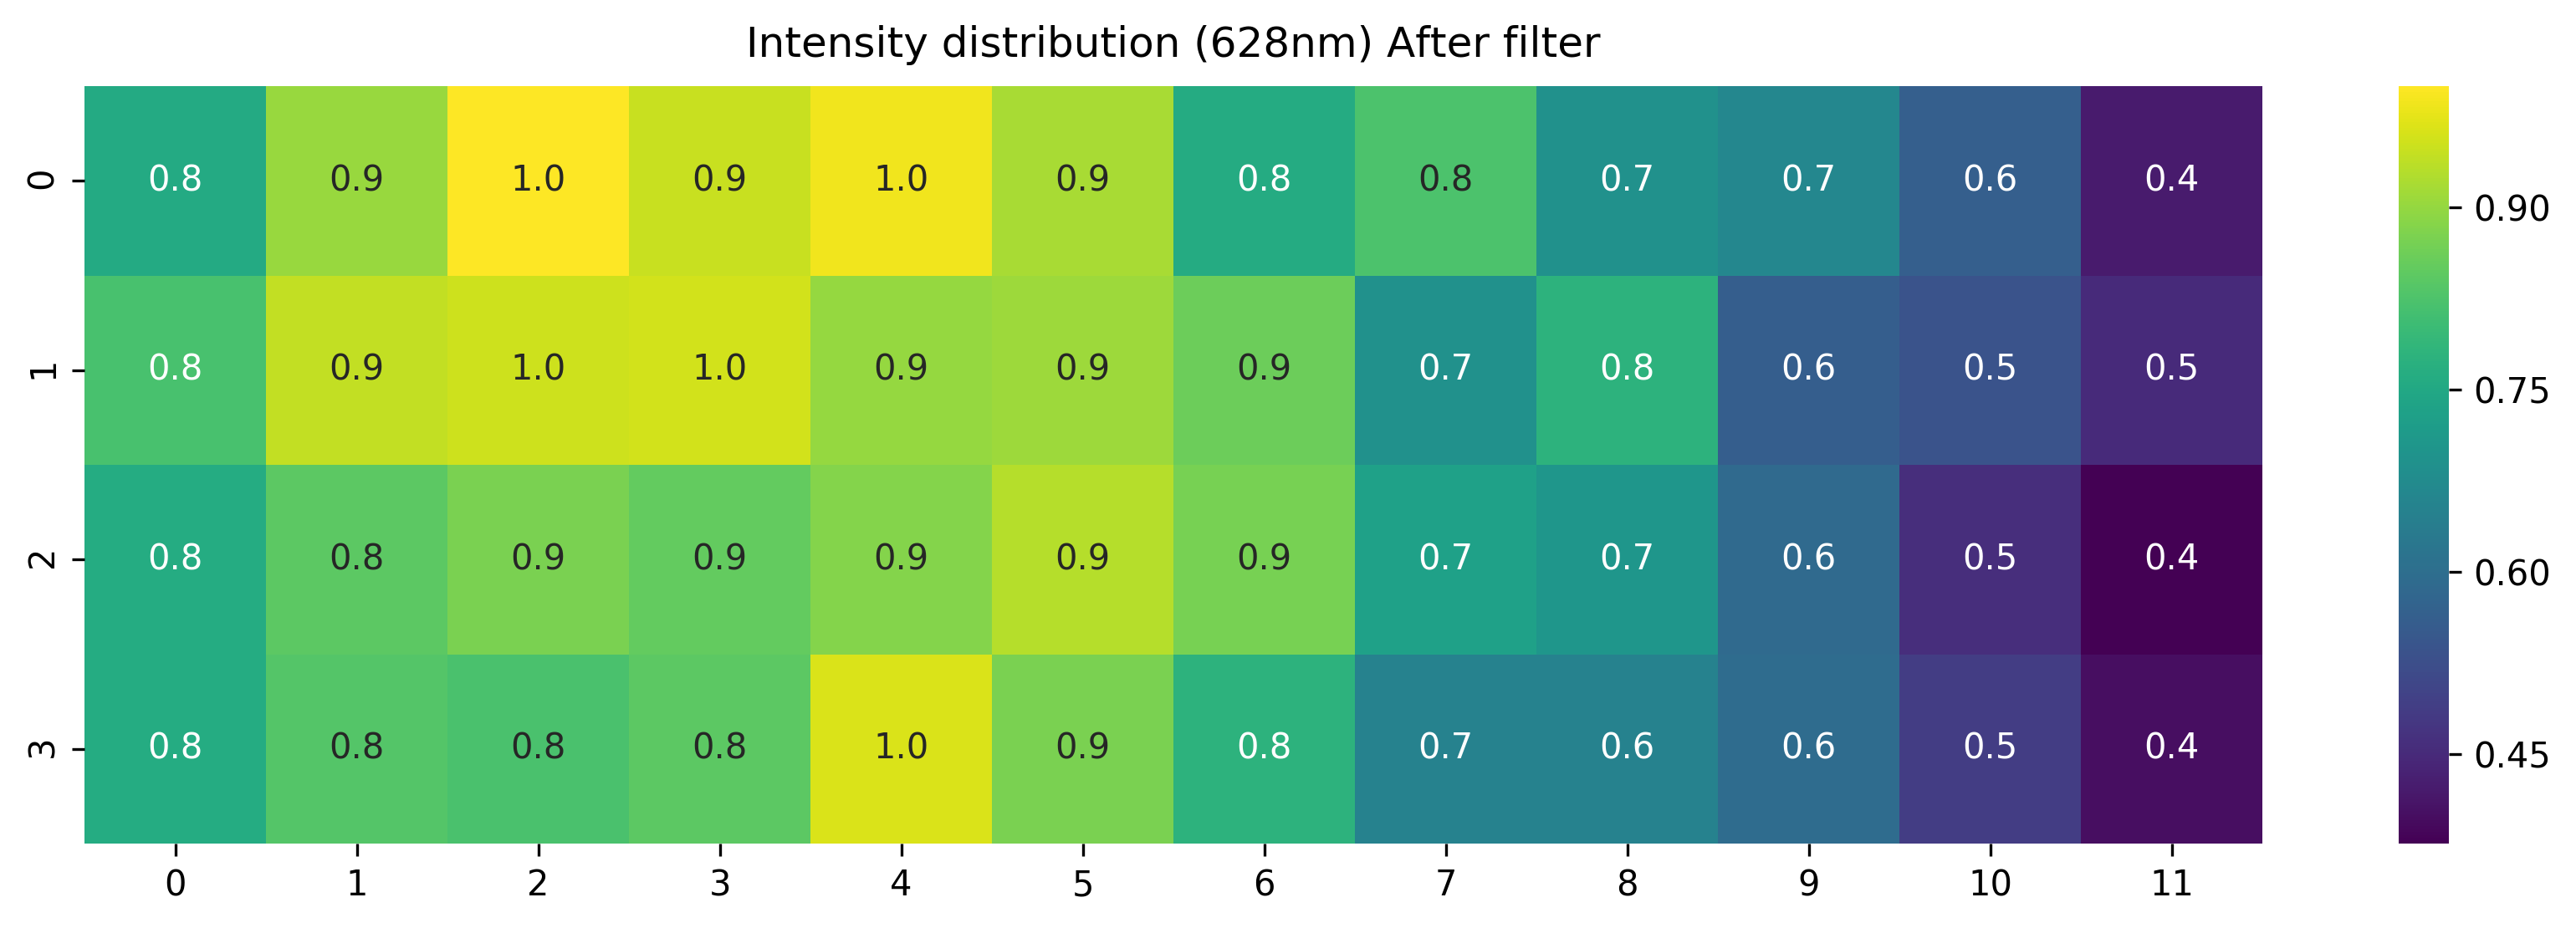 Intensity distribution (628nm) After filter
0 0.8 0.9 1.0 0.9 1.0 0.9 0.8 0.8 0.7 0.7 0.6 0.4
1 0.8 0.9 1.0 1.0 0.9 0.9 0.9 0.7 0.8 0.6 0.5 0.5
2 0.8 0.8 0.9 0.9 0.9 0.9 0.9 0.7 0.7 0.6 0.5 0.4
3 0.8 0.8 0.8 0.8 1.0 0.9 0.8 0.7 0.6 0.6 0.5 0.4
0 1 2 3 4 5 6 7 8 9 10 11
0.90
0.75
0.60
0.45